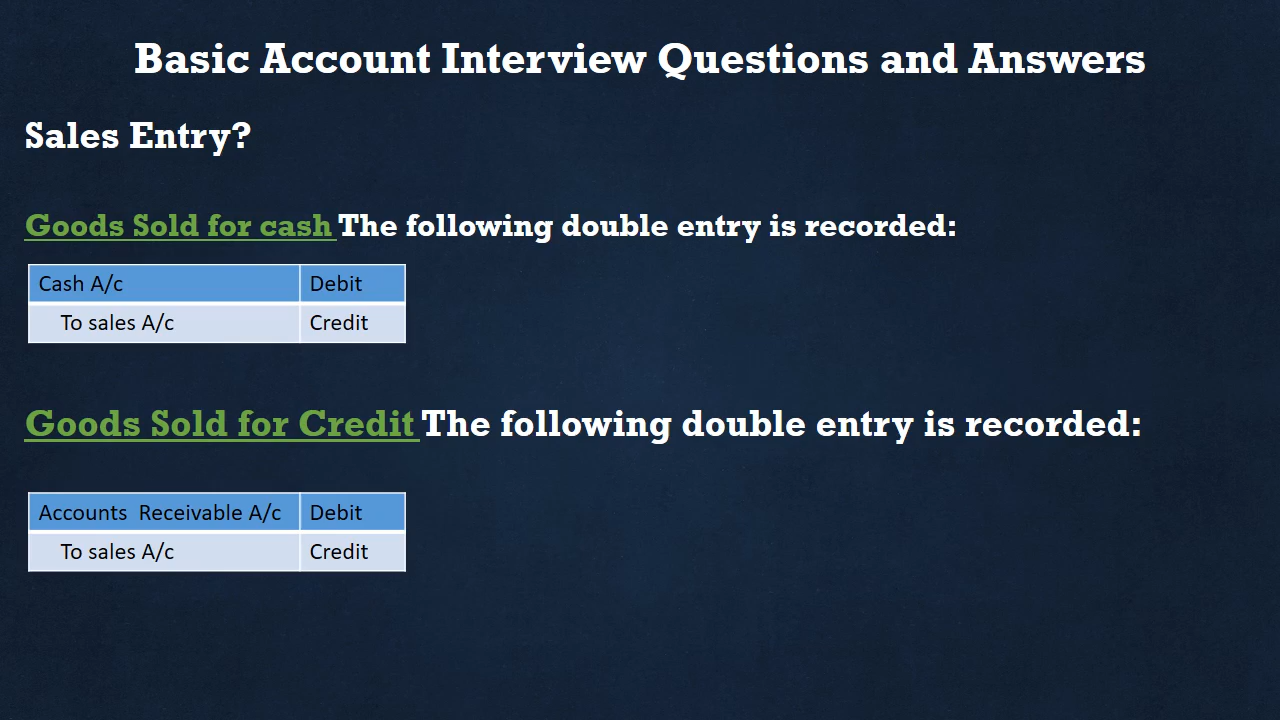 Basic Account Interview Questions and Answers
Sales Entry?
Goods Sold for cash The following double entry is recorded:
Cash A/c Debit
To sales A/c Credit
Goods Sold for Credit The following double entry is recorded:
Accounts Receivable A/c Debit
To sales A/c Credit